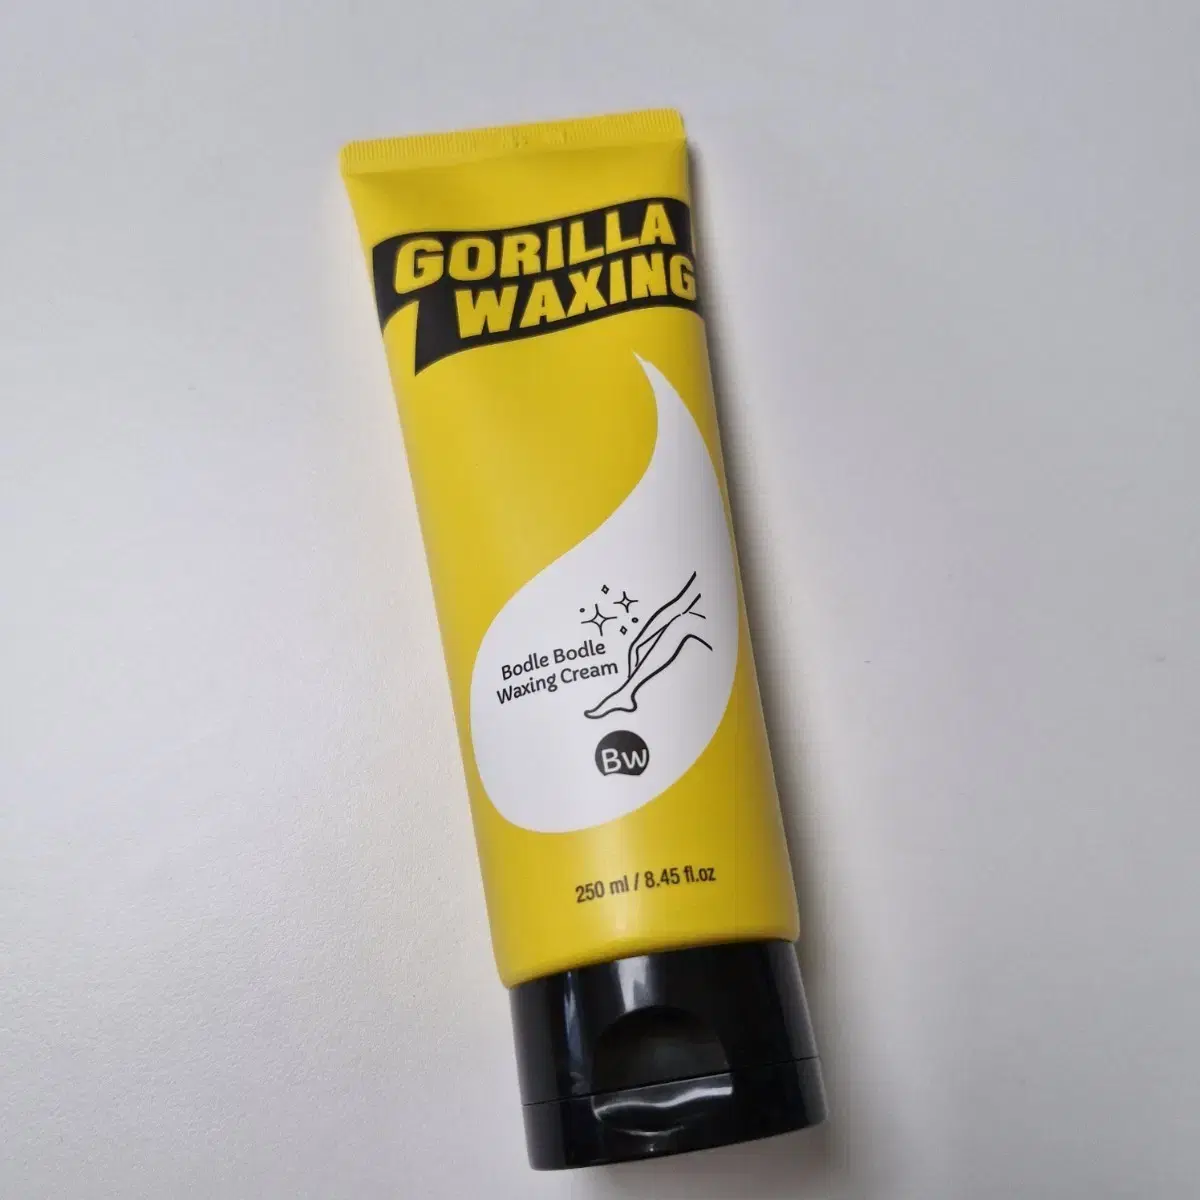 GORILLA
WAXING
Bodle Bodle
Waxing Cream
Bw
250 ml / 8.45 fl.oz